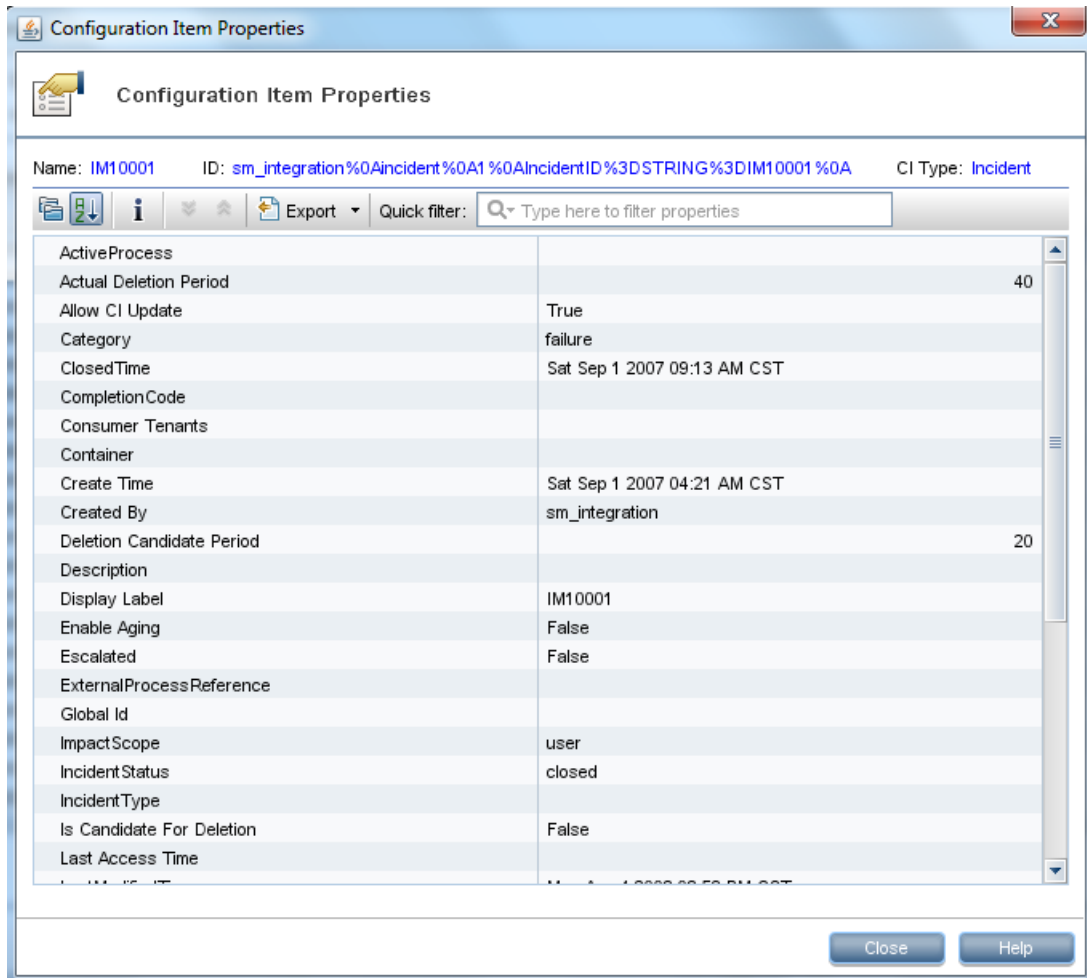 Configuration Item Properties
Configuration Item Properties
Name: IM10001 ID: sm_integration%0Aincident%0A1%0AIncidentID%3DSTRING%3DIM10001%0A CI Type: Incident
Export Quick filter: Type here to filter properties
ActiveProcess
Actual Deletion Period 40
Allow CI Update True
Category failure
ClosedTime Sat Sep 1 2007 09:13 AM CST
CompletionCode
Consumer Tenants
Container
Create Time Sat Sep 1 2007 04:21 AM CST
Created By sm_integration
Deletion Candidate Period 20
Description
Display Label IM10001
Enable Aging False
Escalated False
ExternalProcessReference
Global Id
ImpactScope user
IncidentStatus closed
IncidentType
Is Candidate For Deletion False
Last Access Time
Close Help